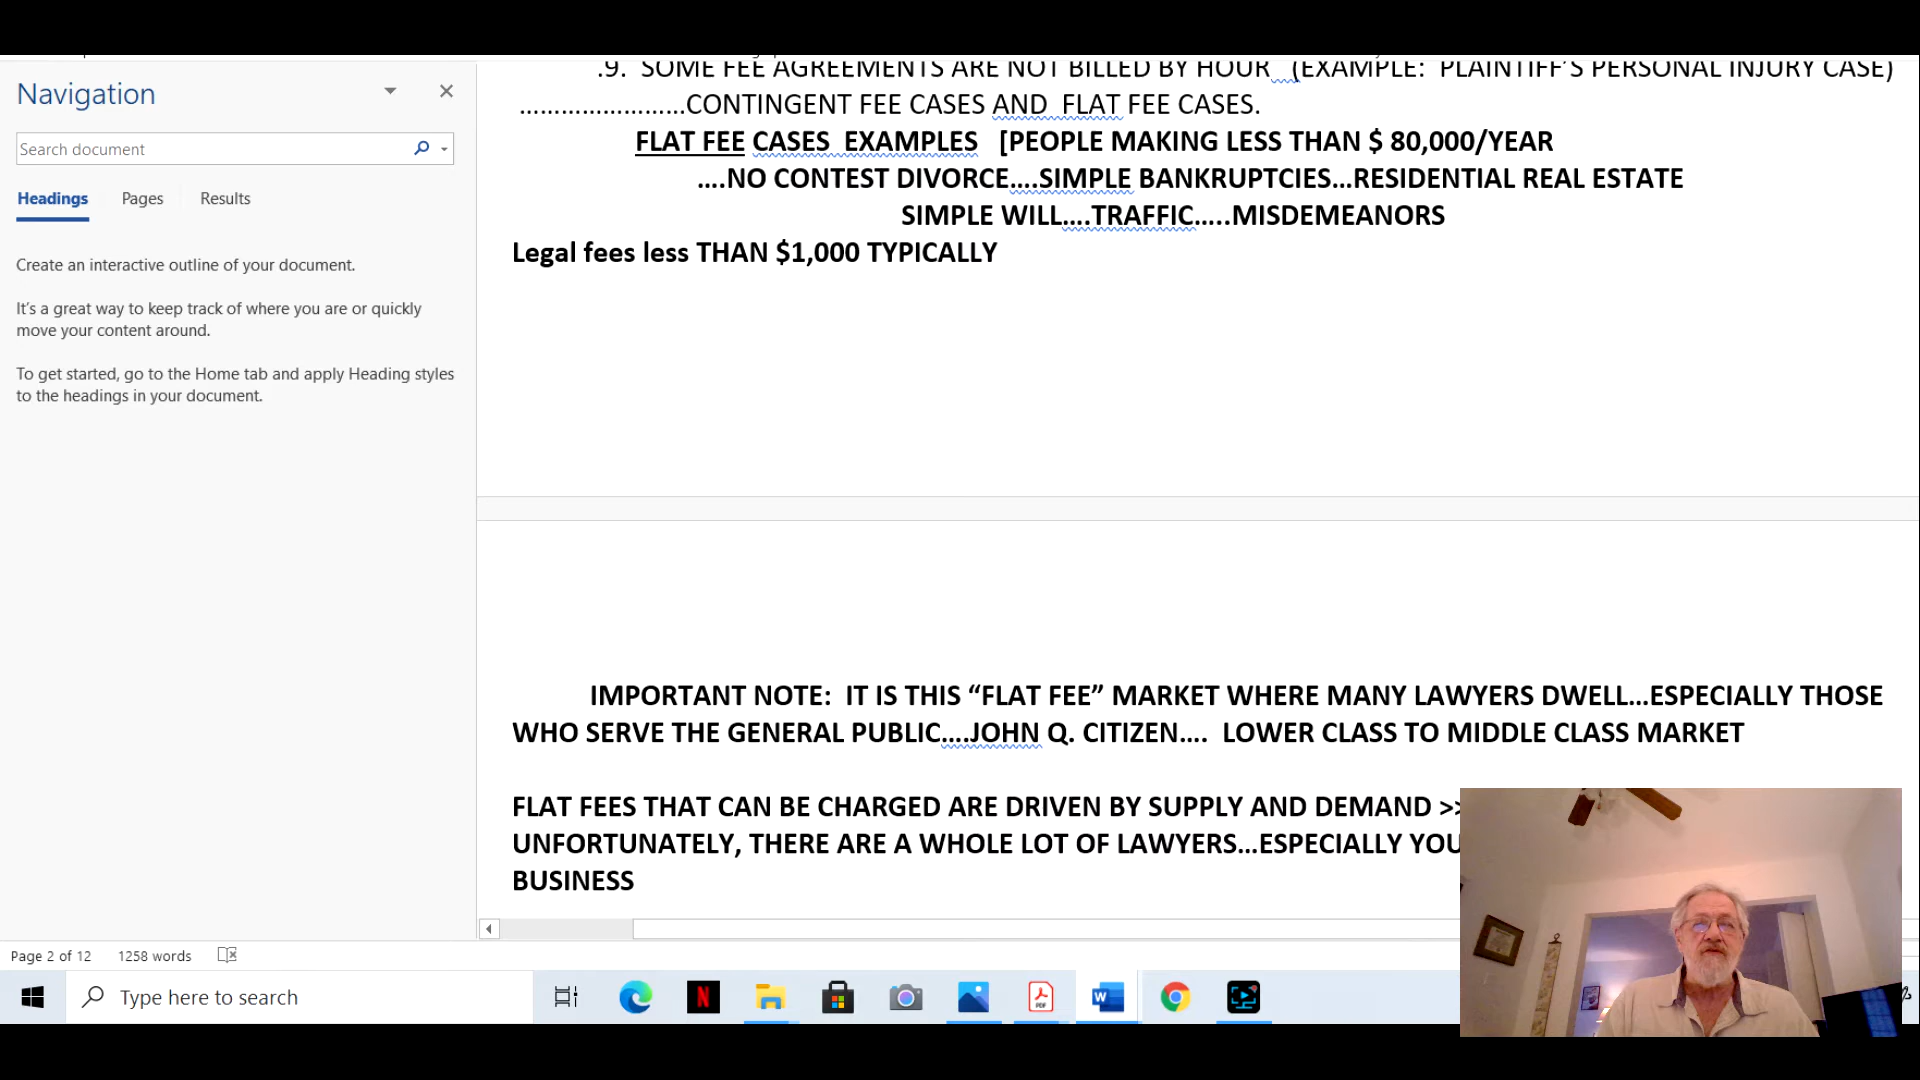 .9. SOME FEE AGREEMENTS ARE NOT BILLED BY HOUR (EXAMPLE: PLAINTIFF’S PERSONAL INJURY CASE)
…………………..CONTINGENT FEE CASES AND FLAT FEE CASES.
FLAT FEE CASES EXAMPLES [PEOPLE MAKING LESS THAN $ 80,000/YEAR
….NO CONTEST DIVORCE….SIMPLE BANKRUPTCIES…RESIDENTIAL REAL ESTATE
SIMPLE WILL….TRAFFIC…..MISDEMEANORS
Legal fees less THAN $1,000 TYPICALLY
IMPORTANT NOTE: IT IS THIS “FLAT FEE” MARKET WHERE MANY LAWYERS DWELL…ESPECIALLY THOSE
WHO SERVE THE GENERAL PUBLIC….JOHN Q. CITIZEN…. LOWER CLASS TO MIDDLE CLASS MARKET
FLAT FEES THAT CAN BE CHARGED ARE DRIVEN BY SUPPLY AND DEMAND >>
UNFORTUNATELY, THERE ARE A WHOLE LOT OF LAWYERS…ESPECIALLY YOU
BUSINESS
Navigation
Search document
Headings Pages Results
Create an interactive outline of your document.
It's a great way to keep track of where you are or quickly
move your content around.
To get started, go to the Home tab and apply Heading styles
to the headings in your document.
Page 2 of 12 1258 words
Type here to search
N
PDF
W